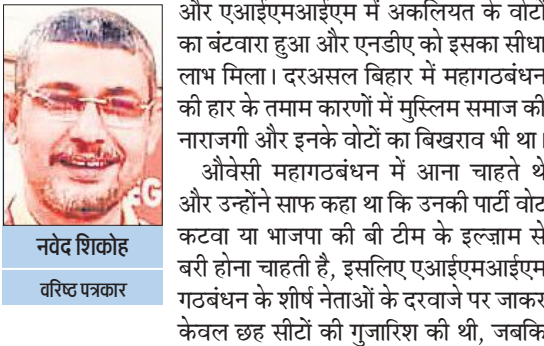 और एआईएमआईएम में अकलियत के वोटों
का बंटवारा हुआ और एनडीए को इसका सीधा
लाभ मिला। दरअसल बिहार में महागठबंधन
की हार के तमाम कारणों में मुस्लिम समाज की
नाराजगी और इनके वोटों का बिखराव भी था।
औवेसी महागठबंधन में आना चाहते थे
और उन्होंने साफ कहा था कि उनकी पार्टी वोट
कटवा या भाजपा की बी टीम के इल्ज़ाम से
बरी होना चाहती है, इसलिए एआईएमआईएम
गठबंधन के शीर्ष नेताओं के दरवाजे पर जाकर
केवल छह सीटों की गुजारिश की थी, जबकि
नवेद शिकोह
वरिष्ठ पत्रकार